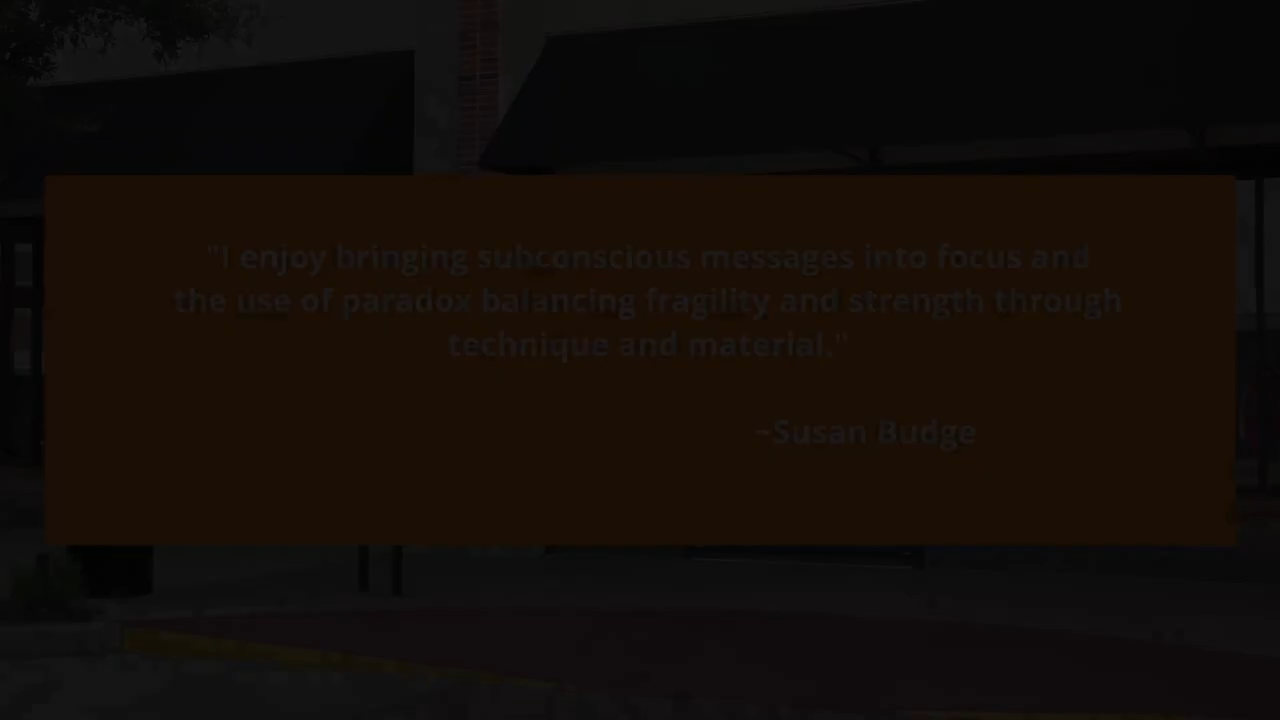 "I enjoy bringing subconscious messages into focus and
the use of paradox balancing fragility and strength through
technique and material."
~Susan Budge